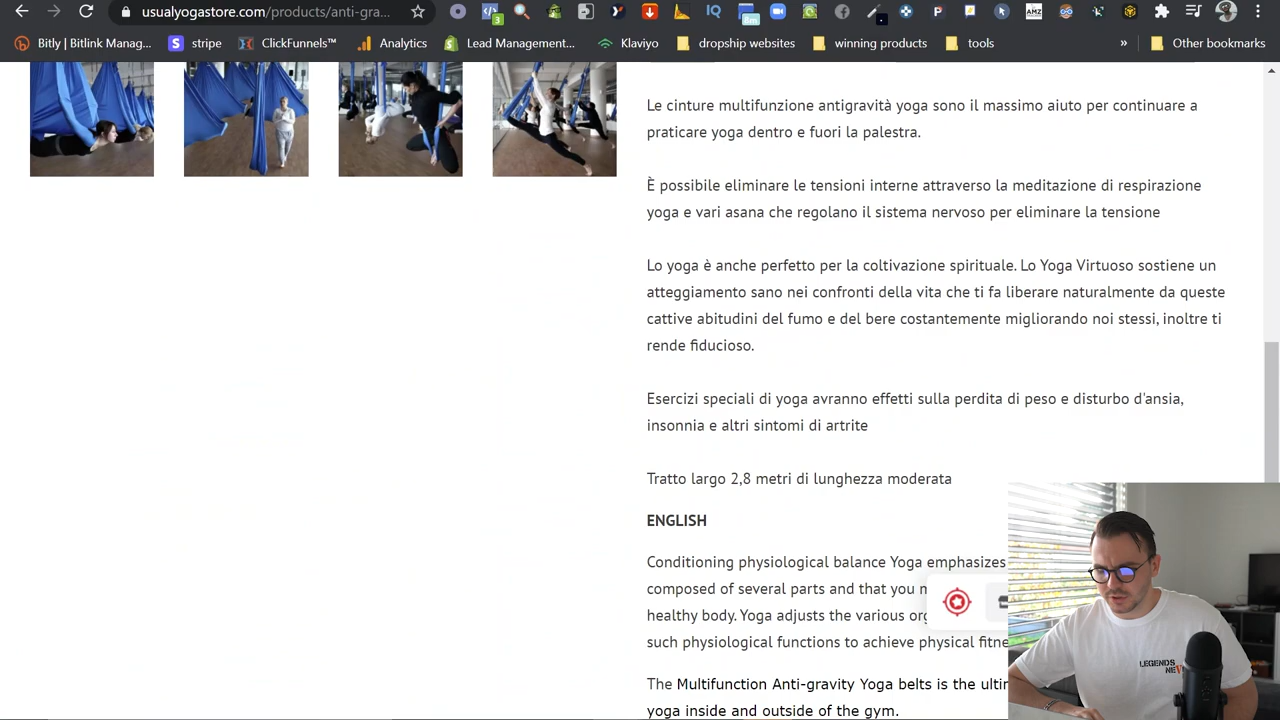 usualyogastore.com/products/anti-gra...
3
8m
AMZ
Bitly | Bitlink Manag...
stripe
ClickFunnels™
Analytics
Lead Management...
Klaviyo
dropship websites
winning products
tools
»
Other bookmarks
Le cinture multifunzione antigravità yoga sono il massimo aiuto per continuare a
praticare yoga dentro e fuori la palestra.
È possibile eliminare le tensioni interne attraverso la meditazione di respirazione
yoga e vari asana che regolano il sistema nervoso per eliminare la tensione
Lo yoga è anche perfetto per la coltivazione spirituale. Lo Yoga Virtuoso sostiene un
atteggiamento sano nei confronti della vita che ti fa liberare naturalmente da queste
cattive abitudini del fumo e del bere costantemente migliorando noi stessi, inoltre ti
rende fiducioso.
Esercizi speciali di yoga avranno effetti sulla perdita di peso e disturbo d'ansia,
insonnia e altri sintomi di artrite
Tratto largo 2,8 metri di lunghezza moderata
ENGLISH
Conditioning physiological balance Yoga emphasizes
composed of several parts and that you
healthy body. Yoga adjusts the various
such physiological functions to achieve physical
The Multifunction Anti-gravity Yoga belts is the
yoga inside and outside of the gym.
LEGENDS